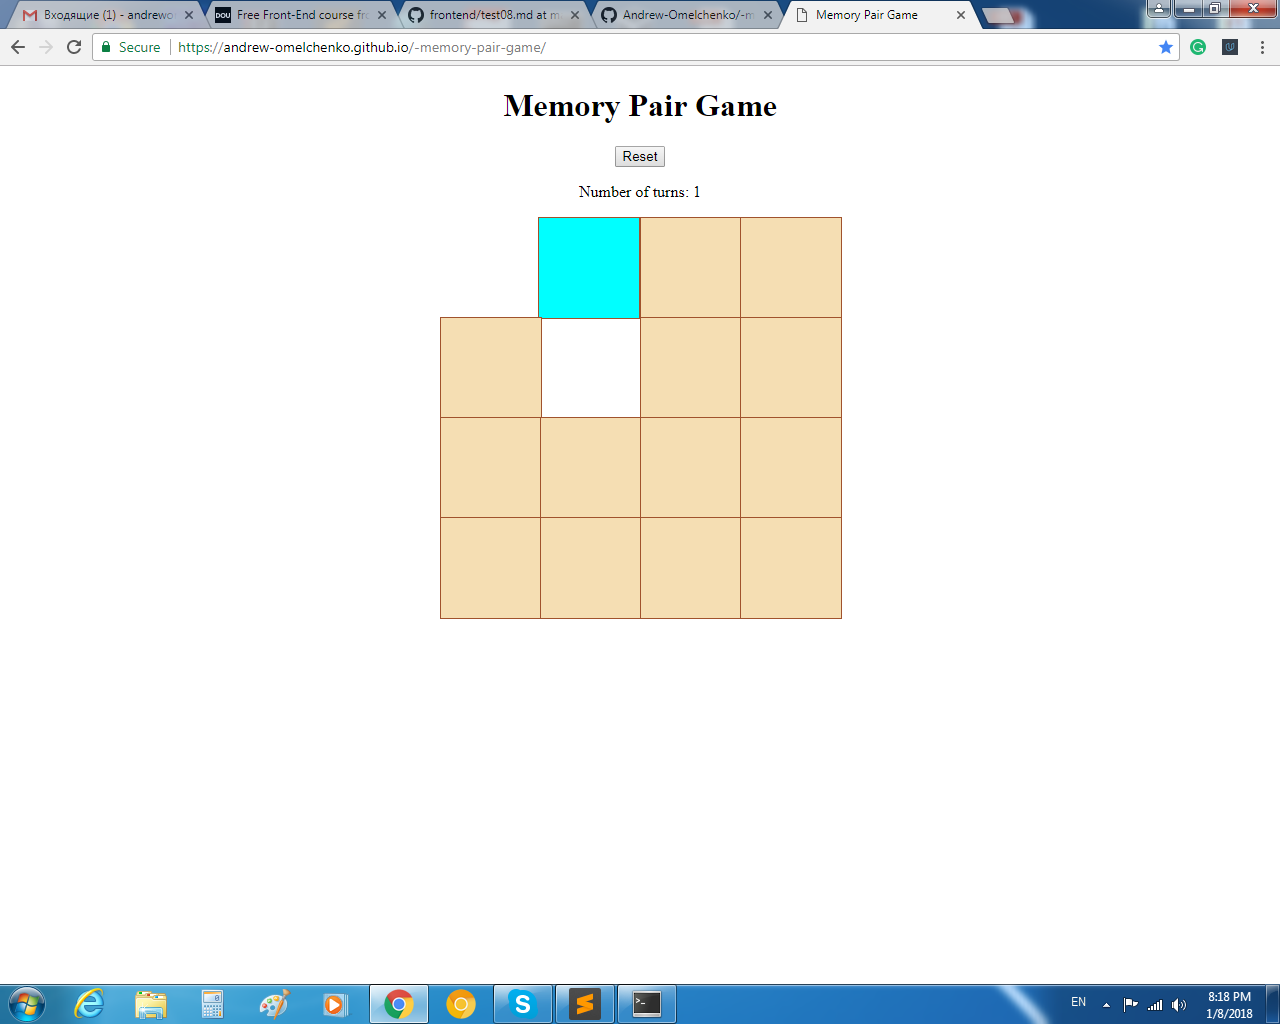 Входящие (1) - andrewo
DOU
Free Front-End course fr
frontend/test08.md at m
Andrew-Omelchenko/-m
Memory Pair Game
Secure
https://andrew-omelchenko.github.io/-memory-pair-game/
Memory Pair Game
Reset
Number of turns: 1
EN
8:18 PM
1/8/2018